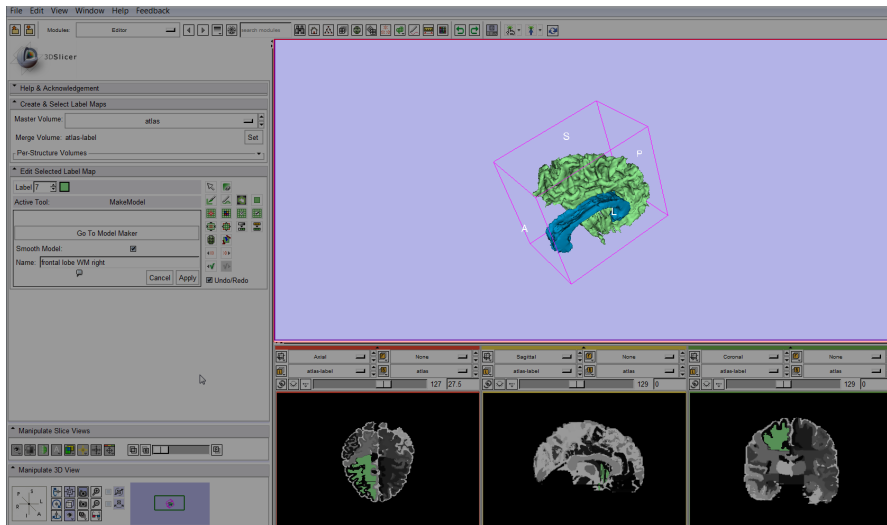 File Edit View Window Help Feedback
Modules: Editor search modules
3DSlicer
Help & Acknowledgement
Create & Select Label Maps
Master Volume: atlas
Merge Volume: atlas-label Set
Per-Structure Volumes
Edit Selected Label Map
Label 7
Active Tool: MakeModel
Go To Model Maker
Smooth Model:
Name: frontal lobe WM right
Cancel Apply
Undo/Redo
S
P
L
A
Axial None Sagittal None Coronal None
atlas-label atlas atlas-label atlas atlas-label atlas
127 27.5 129 0 129 0
Manipulate Slice Views
Manipulate 3D View
P S
R L
I A